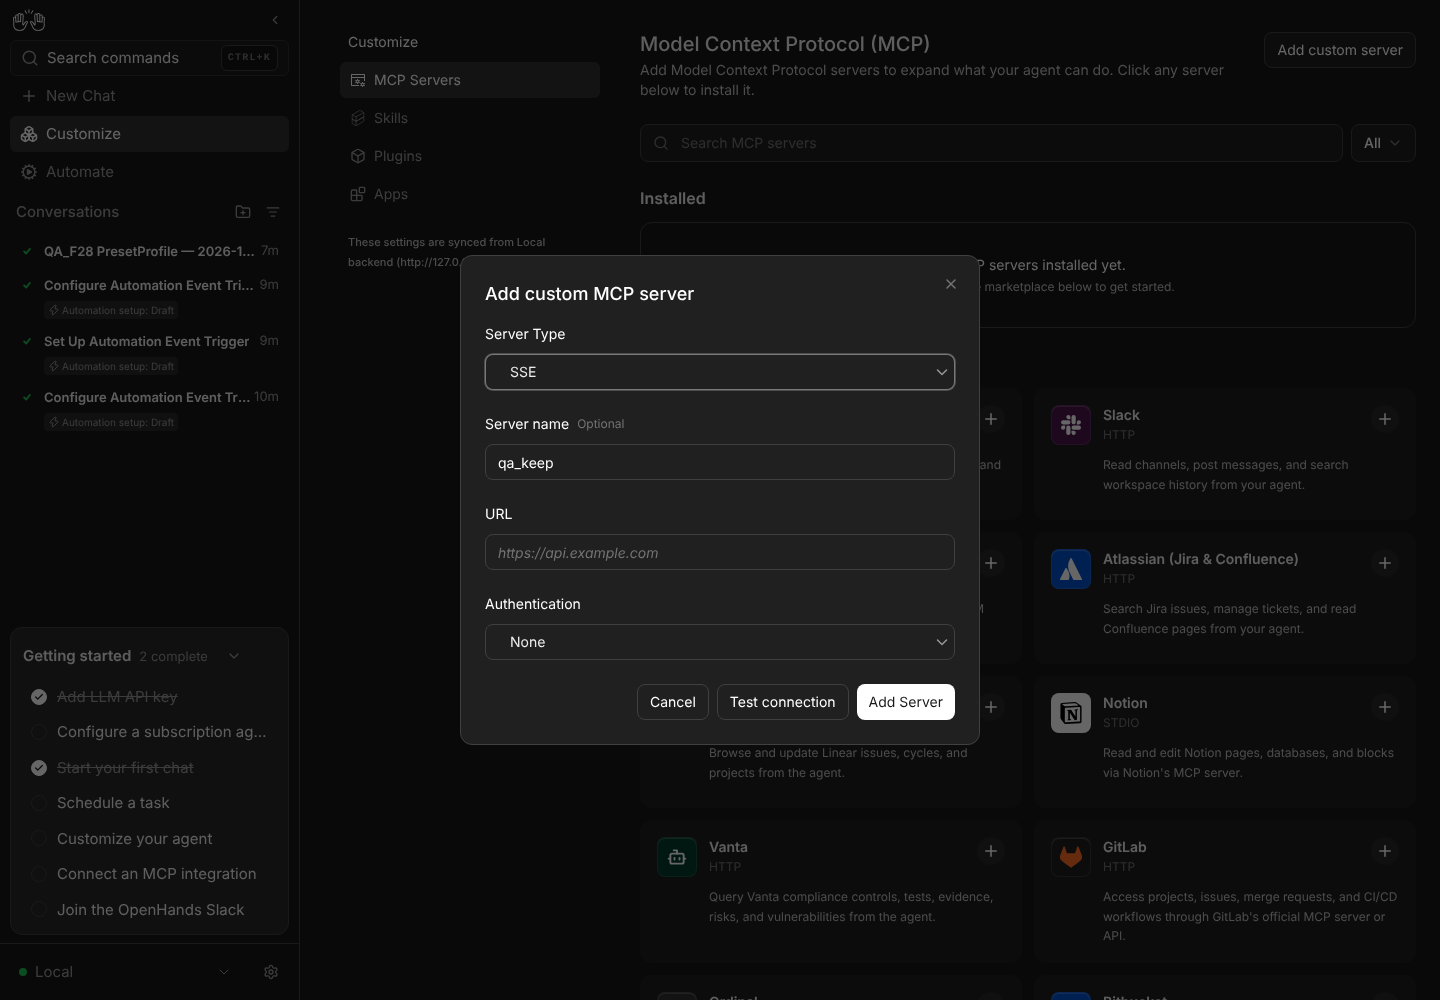 Search commands
CTRL+K
New Chat
Customize
Automate
Conversations
QA_F28 PresetProfile — 2026-1... 7m
Configure Automation Event Tri... 9m
Automation setup: Draft
Set Up Automation Event Trigger 9m
Automation setup: Draft
Configure Automation Event Tr... 10m
Automation setup: Draft
Getting started 2 complete
Add LLM API key
Configure a subscription ag...
Start your first chat
Schedule a task
Customize your agent
Connect an MCP integration
Join the OpenHands Slack
Local
Customize
MCP Servers
Skills
Plugins
Apps
These settings are synced from Local
backend (http://127.0.
Model Context Protocol (MCP)
Add Model Context Protocol servers to expand what your agent can do. Click any server
below to install it.
Add custom server
Search MCP servers
All
Installed
P servers installed yet.
marketplace below to get started.
Add custom MCP server
Server Type
SSE
Server name Optional
qa_keep
URL
https://api.example.com
Authentication
None
Cancel
Test connection
Add Server
and
Slack
HTTP
Read channels, post messages, and search
workspace history from your agent.
Atlassian (Jira & Confluence)
HTTP
Search Jira issues, manage tickets, and read
Confluence pages from your agent.
Browse and update Linear issues, cycles, and
projects from the agent.
Notion
STDIO
Read and edit Notion pages, databases, and blocks
via Notion's MCP server.
Vanta
HTTP
Query Vanta compliance controls, tests, evidence,
risks, and vulnerabilities from the agent.
GitLab
HTTP
Access projects, issues, merge requests, and CI/CD
workflows through GitLab's official MCP server or
API.